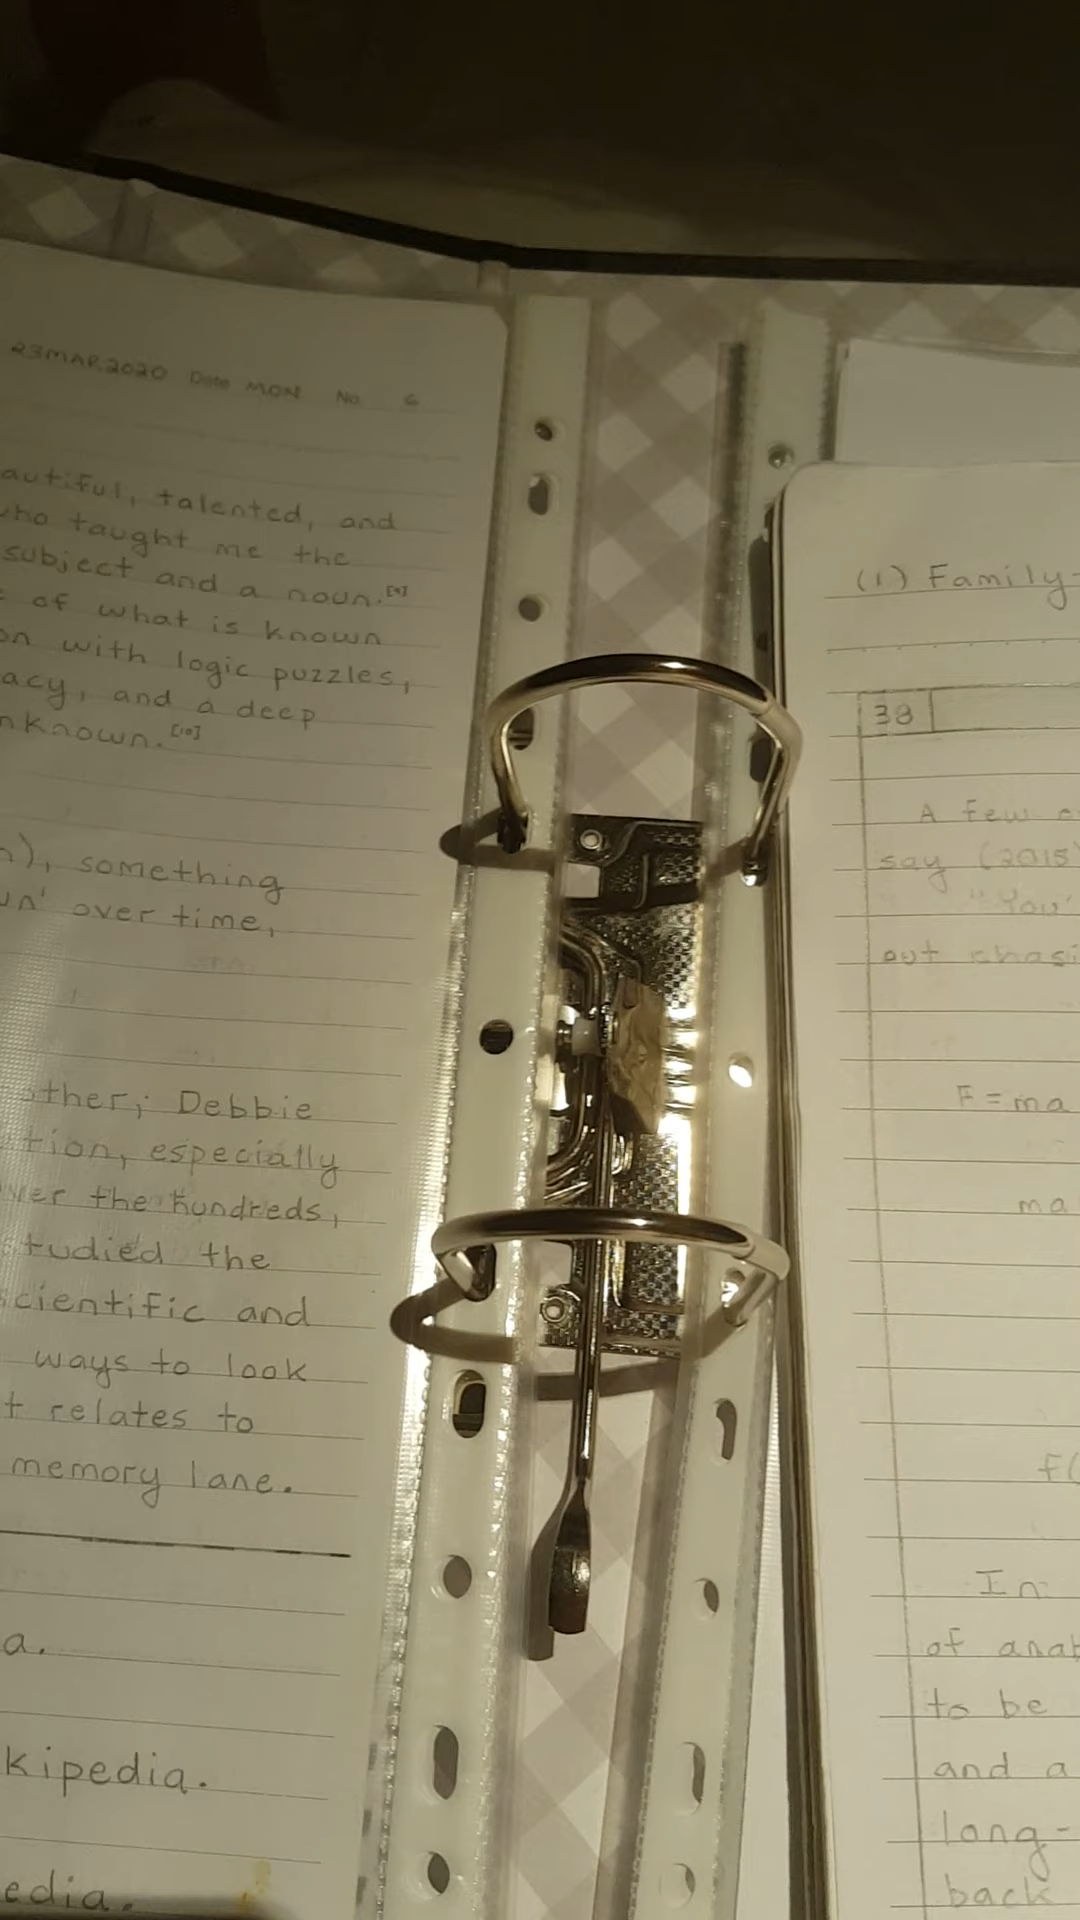 23MAR2020 Date MON No. 6
autiful, talented, and
who taught me the
subject and a noun.[9]
of what is known
on with logic puzzles,
acy, and a deep
nknown.[10]
), something
un' over time,
other; Debbie
tion, especially
ver the hundreds,
tudied the
cientific and
ways to look
t relates to
memory lane.
a.
kipedia.
edia.
(1) Family-
38
A few
say (2015)
"You'
out chasi
F = ma
ma
f(
In
of anat
to be
and a
long-
back